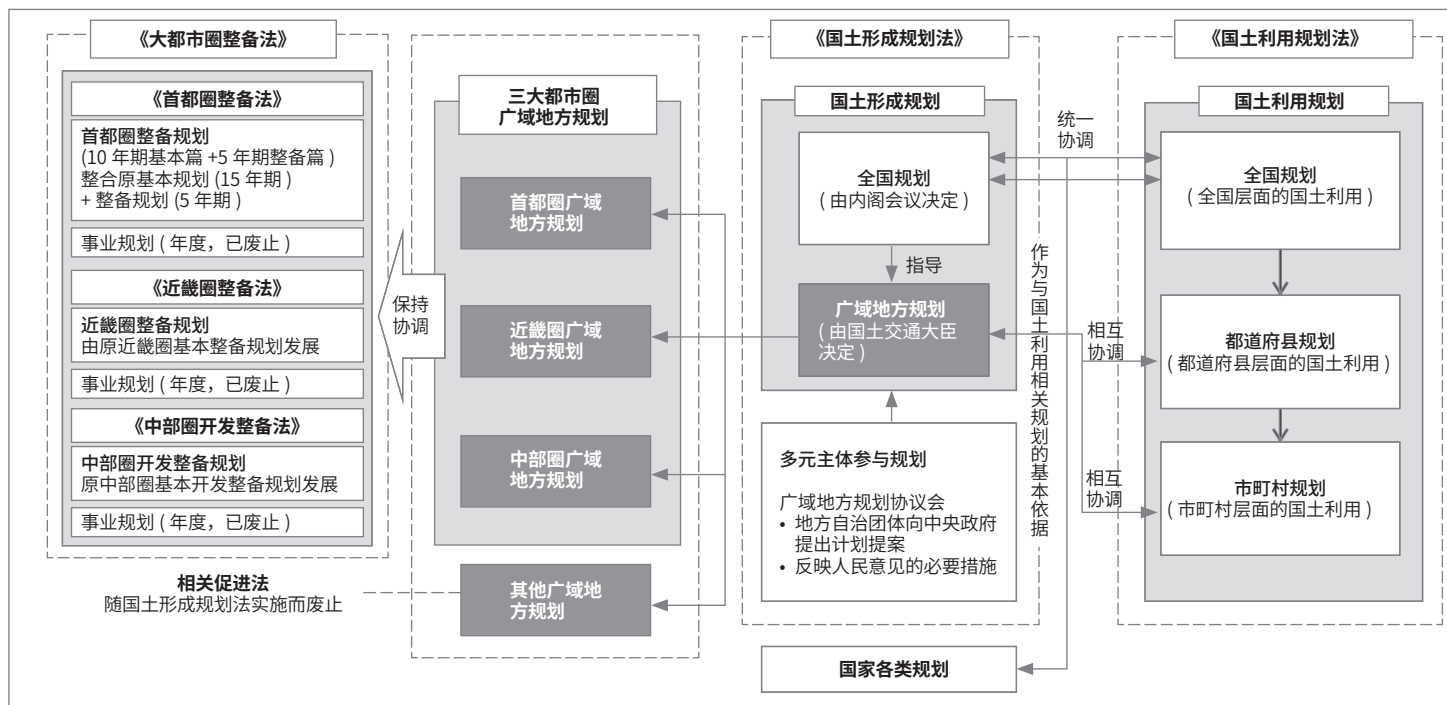 《大都市圈整备法》
《首都圈整备法》
首都圈整备规划
(10 年期基本篇 +5 年期整备篇 )
整合原基本规划 (15 年期 )
+ 整备规划 (5 年期 )
事业规划 ( 年度，已废止 )
《近畿圈整备法》
近畿圈整备规划
由原近畿圈基本整备规划发展
事业规划 ( 年度，已废止 )
《中部圈开发整备法》
中部圈开发整备规划
原中部圈基本开发整备规划发展
事业规划 ( 年度，已废止 )
相关促进法
随国土形成规划法实施而废止
保持
协调
三大都市圈
广域地方规划
首都圈广域
地方规划
近畿圈广域
地方规划
中部圈广域
地方规划
其他广域地
方规划
《国土形成规划法》
国土形成规划
全国规划
( 由内阁会议决定 )
指导
广域地方规划
( 由国土交通大臣
决定 )
多元主体参与规划
广域地方规划协议会
• 地方自治团体向中央政府
提出计划提案
• 反映人民意见的必要措施
国家各类规划
作为与国土利用相关规划的基本依据
统一
协调
相互
协调
相互
协调
《国土利用规划法》
国土利用规划
全国规划
( 全国层面的国土利用 )
都道府县规划
( 都道府县层面的国土利用 )
市町村规划
( 市町村层面的国土利用 )